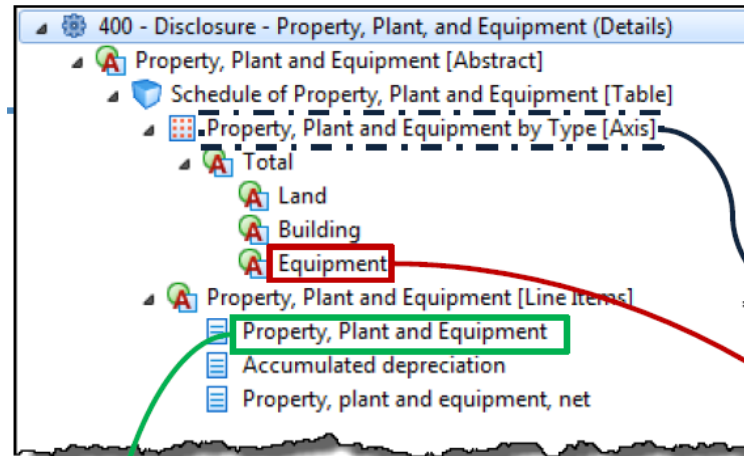 400 - Disclosure - Property, Plant, and Equipment (Details)
Property, Plant and Equipment [Abstract]
Schedule of Property, Plant and Equipment [Table]
Property, Plant and Equipment by Type [Axis]
Total
Land
Building
Equipment
Property, Plant and Equipment [Line Items]
Property, Plant and Equipment
Accumulated depreciation
Property, plant and equipment, net